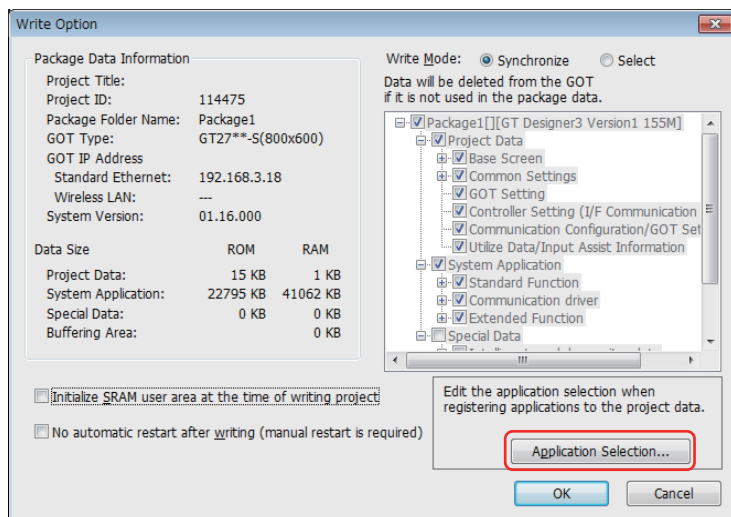 Write Option
Package Data Information
Project Title:
Project ID: 114475
Package Folder Name: Package1
GOT Type: GT27**-S(800x600)
GOT IP Address
Standard Ethernet: 192.168.3.18
Wireless LAN: ---
System Version: 01.16.000
Data Size ROM RAM
Project Data: 15 KB 1 KB
System Application: 22795 KB 41062 KB
Special Data: 0 KB 0 KB
Buffering Area: 0 KB
Write Mode: Synchronize Select
Data will be deleted from the GOT
if it is not used in the package data.
Package1[][GT Designer3 Version1 155M]
Project Data
Base Screen
Common Settings
GOT Setting
Controller Setting (I/F Communication
Communication Configuration/GOT Set
Utilize Data/Input Assist Information
System Application
Standard Function
Communication driver
Extended Function
Special Data
Initialize SRAM user area at the time of writing project
No automatic restart after writing (manual restart is required)
Edit the application selection when
registering applications to the project data.
Application Selection...
OK Cancel